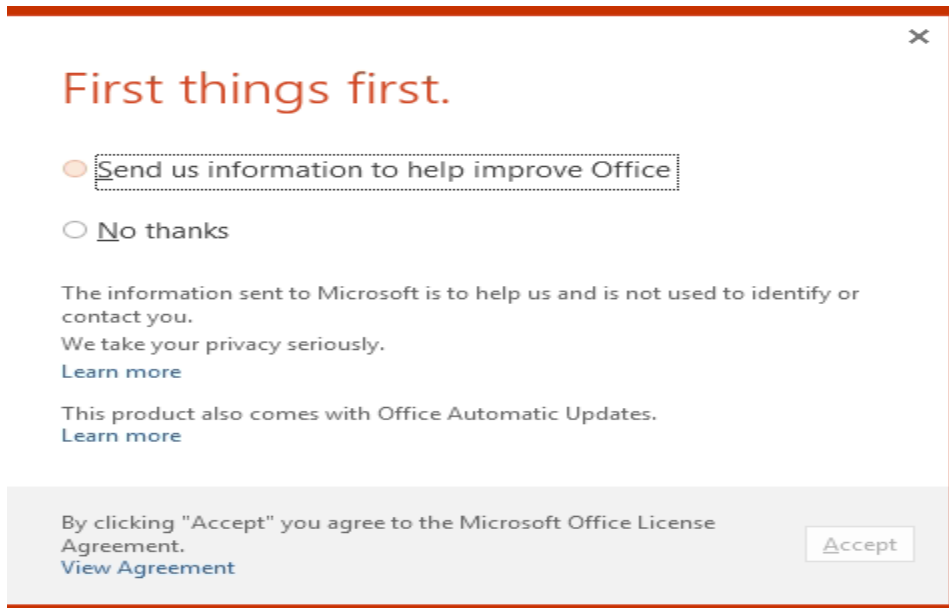 First things first.
Send us information to help improve Office
No thanks
The information sent to Microsoft is to help us and is not used to identify or
contact you.
We take your privacy seriously.
Learn more
This product also comes with Office Automatic Updates.
Learn more
By clicking "Accept" you agree to the Microsoft Office License
Agreement.
View Agreement
Accept